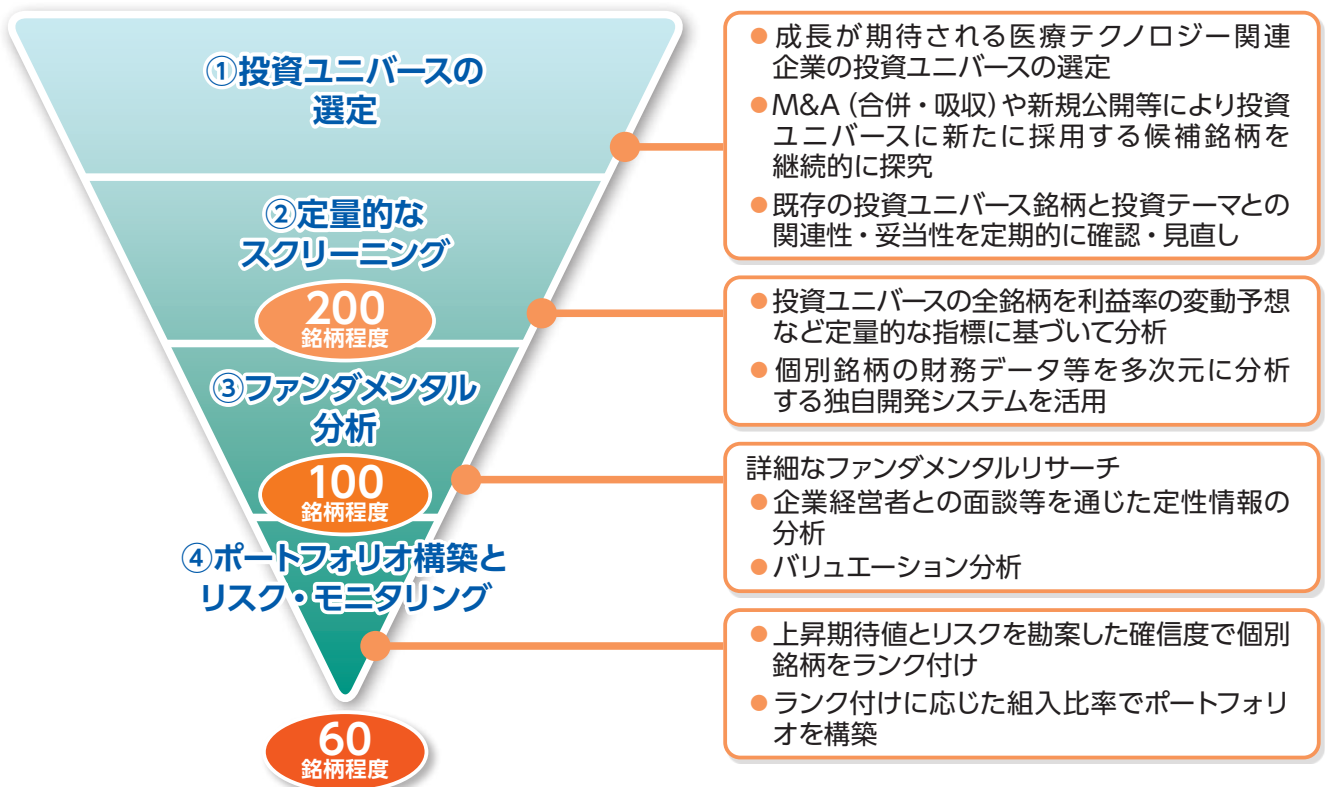 ①投資ユニバースの
選定
●成長が期待される医療テクノロジー関連
企業の投資ユニバースの選定
●M&A（合併・吸収）や新規公開等により投資
ユニバースに新たに採用する候補銘柄を
継続的に探究
●既存の投資ユニバース銘柄と投資テーマとの
関連性・妥当性を定期的に確認・見直し
②定量的な
スクリーニング
200
銘柄程度
●投資ユニバースの全銘柄を利益率の変動予想
など定量的な指標に基づいて分析
●個別銘柄の財務データ等を多次元に分析
する独自開発システムを活用
③ファンダメンタル
分析
100
銘柄程度
詳細なファンダメンタルリサーチ
●企業経営者との面談等を通じた定性情報の
分析
●バリュエーション分析
④ポートフォリオ構築と
リスク・モニタリング
60
銘柄程度
●上昇期待値とリスクを勘案した確信度で個別
銘柄をランク付け
●ランク付けに応じた組入比率でポートフォリ
オを構築